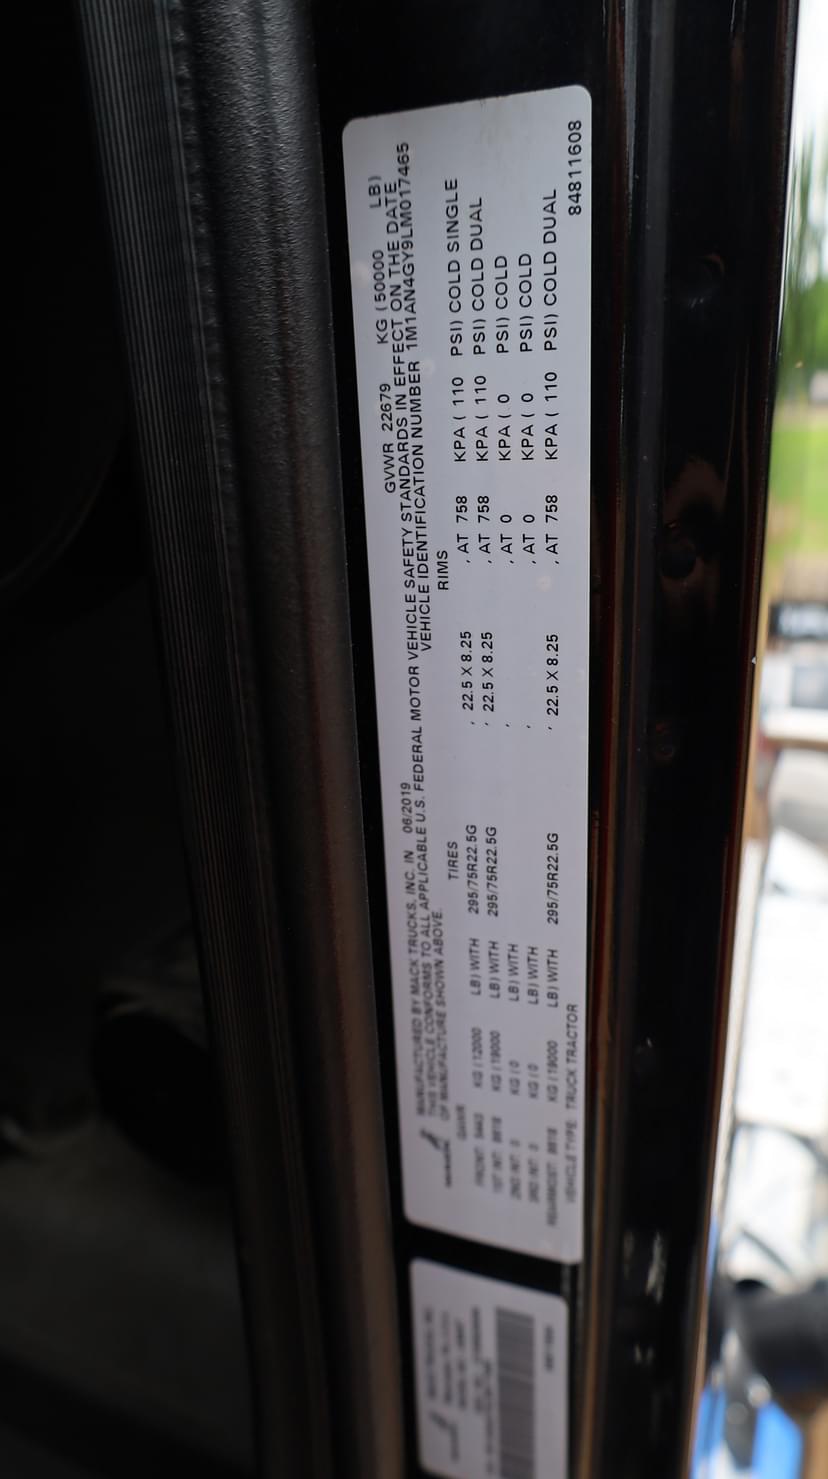 MANUFACTURED BY MACK TRUCKS, INC. IN 06/2019 GVWR 22679 KG (50000 LB)
THIS VEHICLE CONFORMS TO ALL APPLICABLE U.S. FEDERAL MOTOR VEHICLE SAFETY STANDARDS IN EFFECT ON THE DATE
OF MANUFACTURE SHOWN ABOVE. VEHICLE IDENTIFICATION NUMBER 1M1AN4GY9LM017465
GAWR TIRES RIMS
FRONT: 5443 KG (12000 LB) WITH 295/75R22.5G , 22.5 X 8.25 , AT 758 KPA ( 110 PSI) COLD SINGLE
1ST INT: 8618 KG (19000 LB) WITH 295/75R22.5G , 22.5 X 8.25 , AT 758 KPA ( 110 PSI) COLD DUAL
2ND INT: 0 KG (0 LB) WITH , , AT 0 KPA ( 0 PSI) COLD
3RD INT: 0 KG (0 LB) WITH , , AT 0 KPA ( 0 PSI) COLD
REARMOST: 8618 KG (19000 LB) WITH 295/75R22.5G , 22.5 X 8.25 , AT 758 KPA ( 110 PSI) COLD DUAL
VEHICLE TYPE: TRUCK TRACTOR 84811608